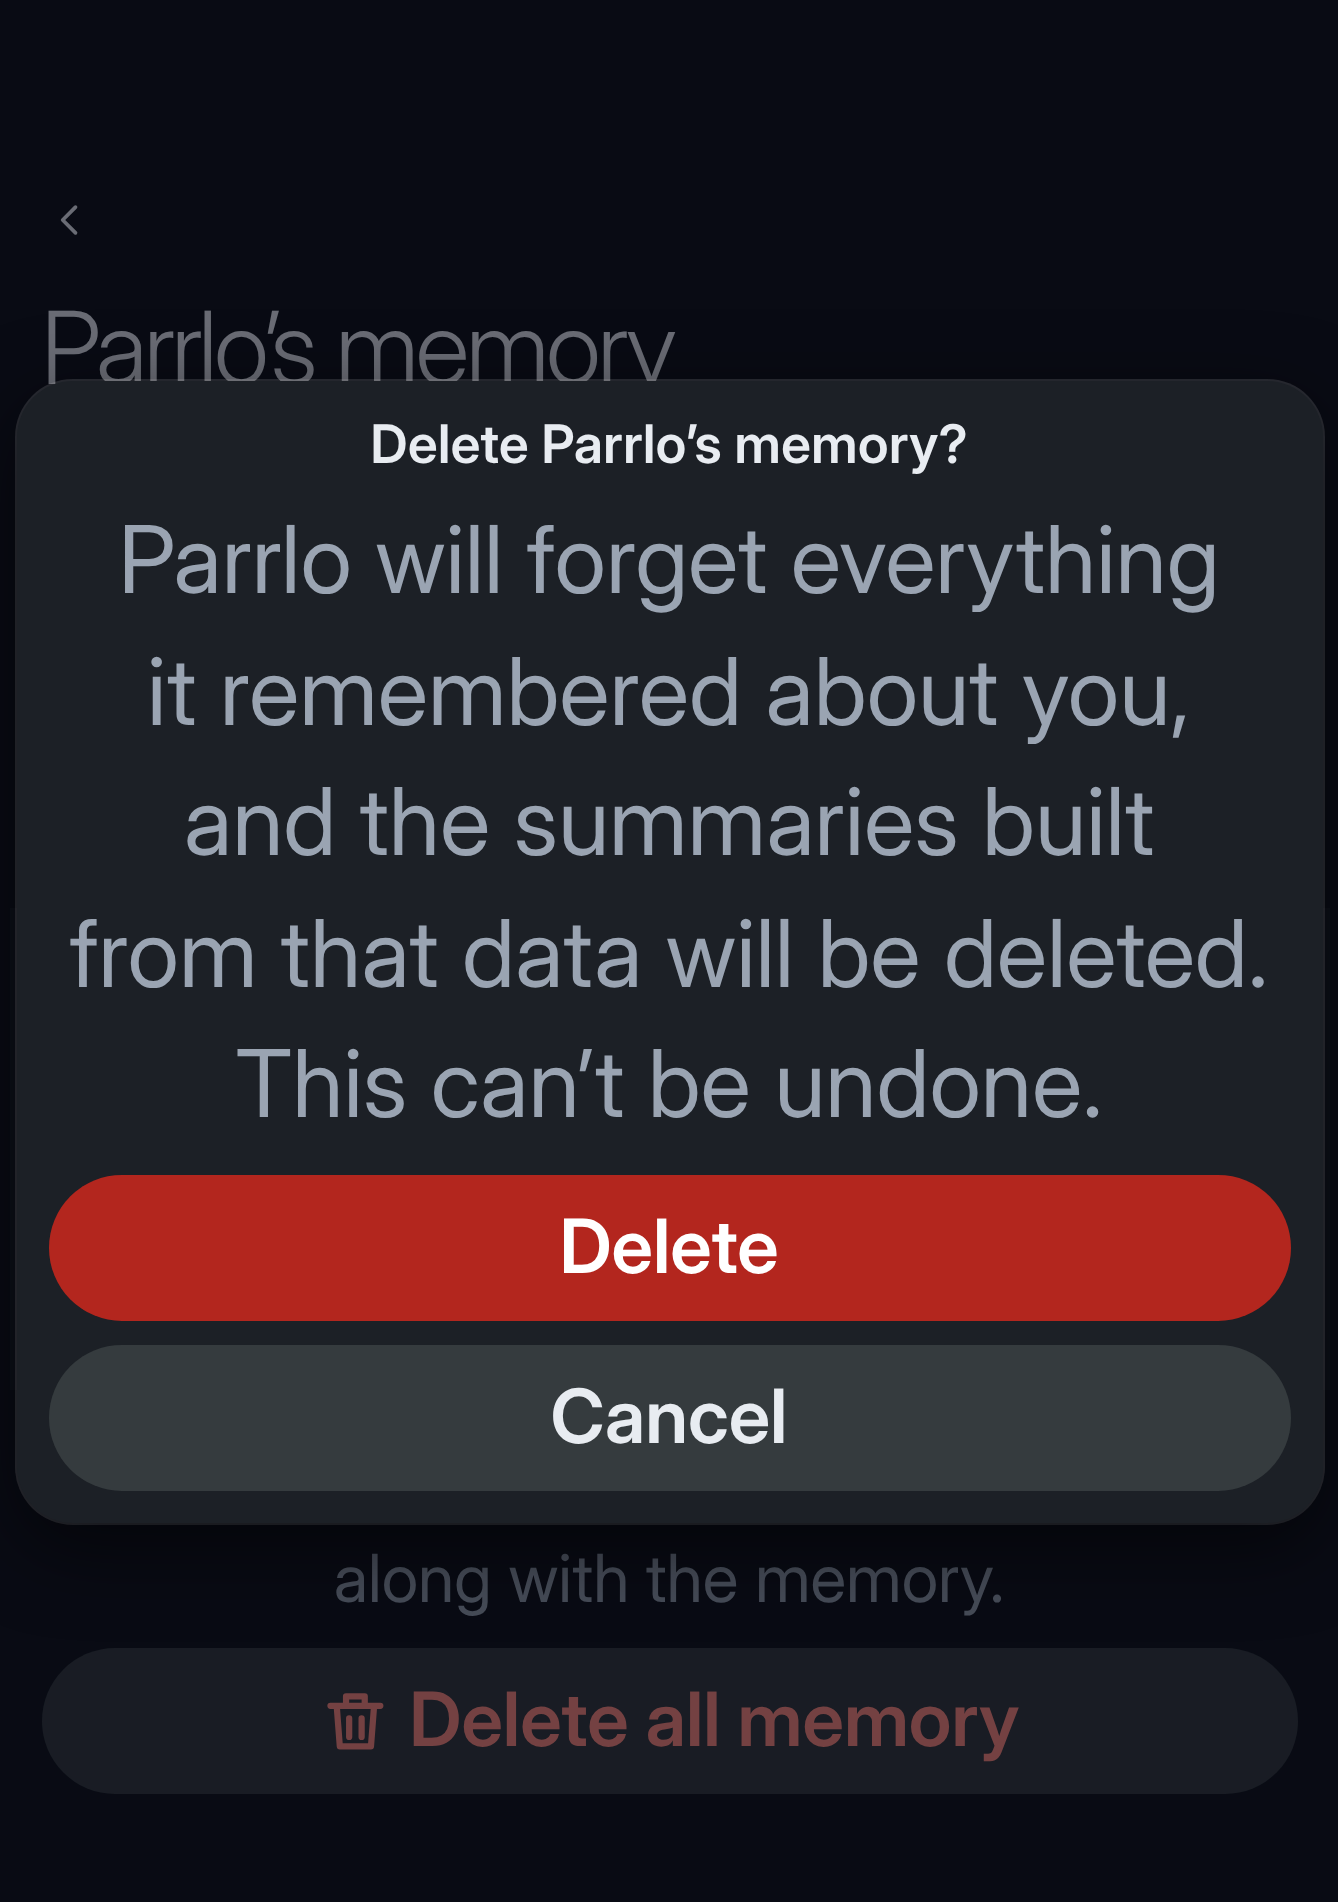 Parrlo’s memory
Delete Parrlo’s memory?
Parrlo will forget everything
it remembered about you,
and the summaries built
from that data will be deleted.
This can’t be undone.
Delete
Cancel
along with the memory.
Delete all memory